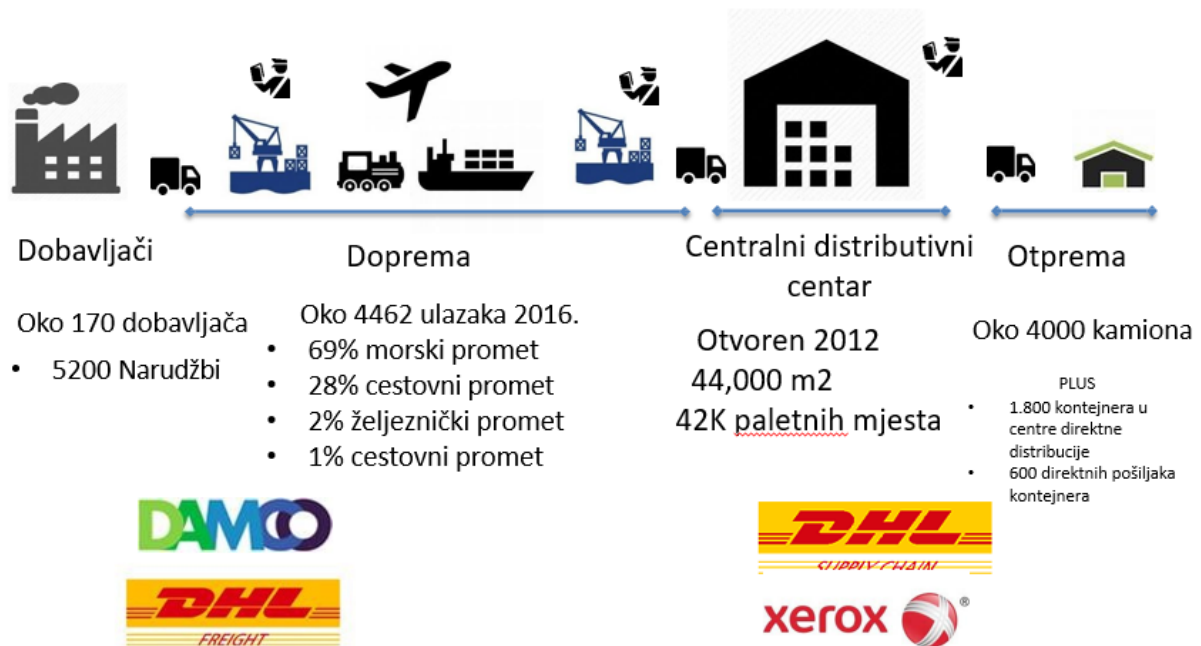 Dobavljači
Oko 170 dobavljača
• 5200 Narudžbi
Doprema
Oko 4462 ulazaka 2016.
• 69% morski promet
• 28% cestovni promet
• 2% željeznički promet
• 1% cestovni promet
Centralni distributivni
centar
Otvoren 2012
44,000 m2
42K paletnih mjesta
Otprema
Oko 4000 kamiona
PLUS
• 1.800 kontejnera u
centre direktne
distribucije
• 600 direktnih pošiljaka
kontejnera
DAMCO
DHL
FREIGHT
DHL
SUPPLY CHAIN
xerox ®